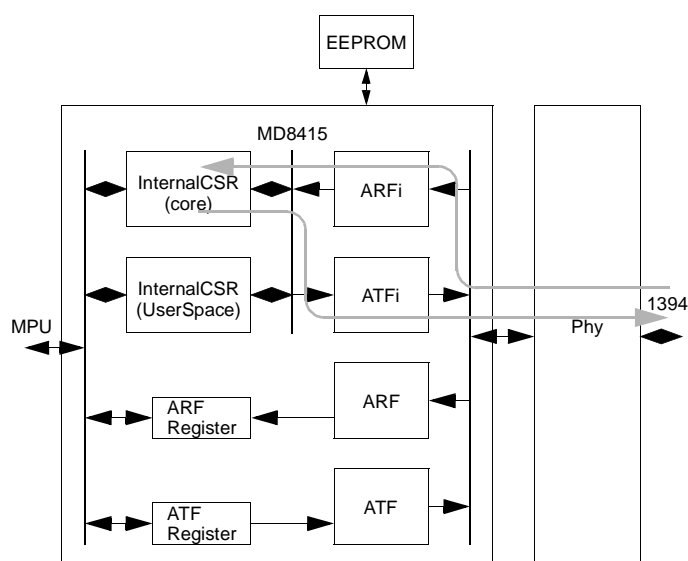 EEPROM
MD8415
InternalCSR
(core)
ARFi
InternalCSR
(UserSpace)
ATFi
MPU
1394
Phy
ARF
Register
ARF
ATF
Register
ATF